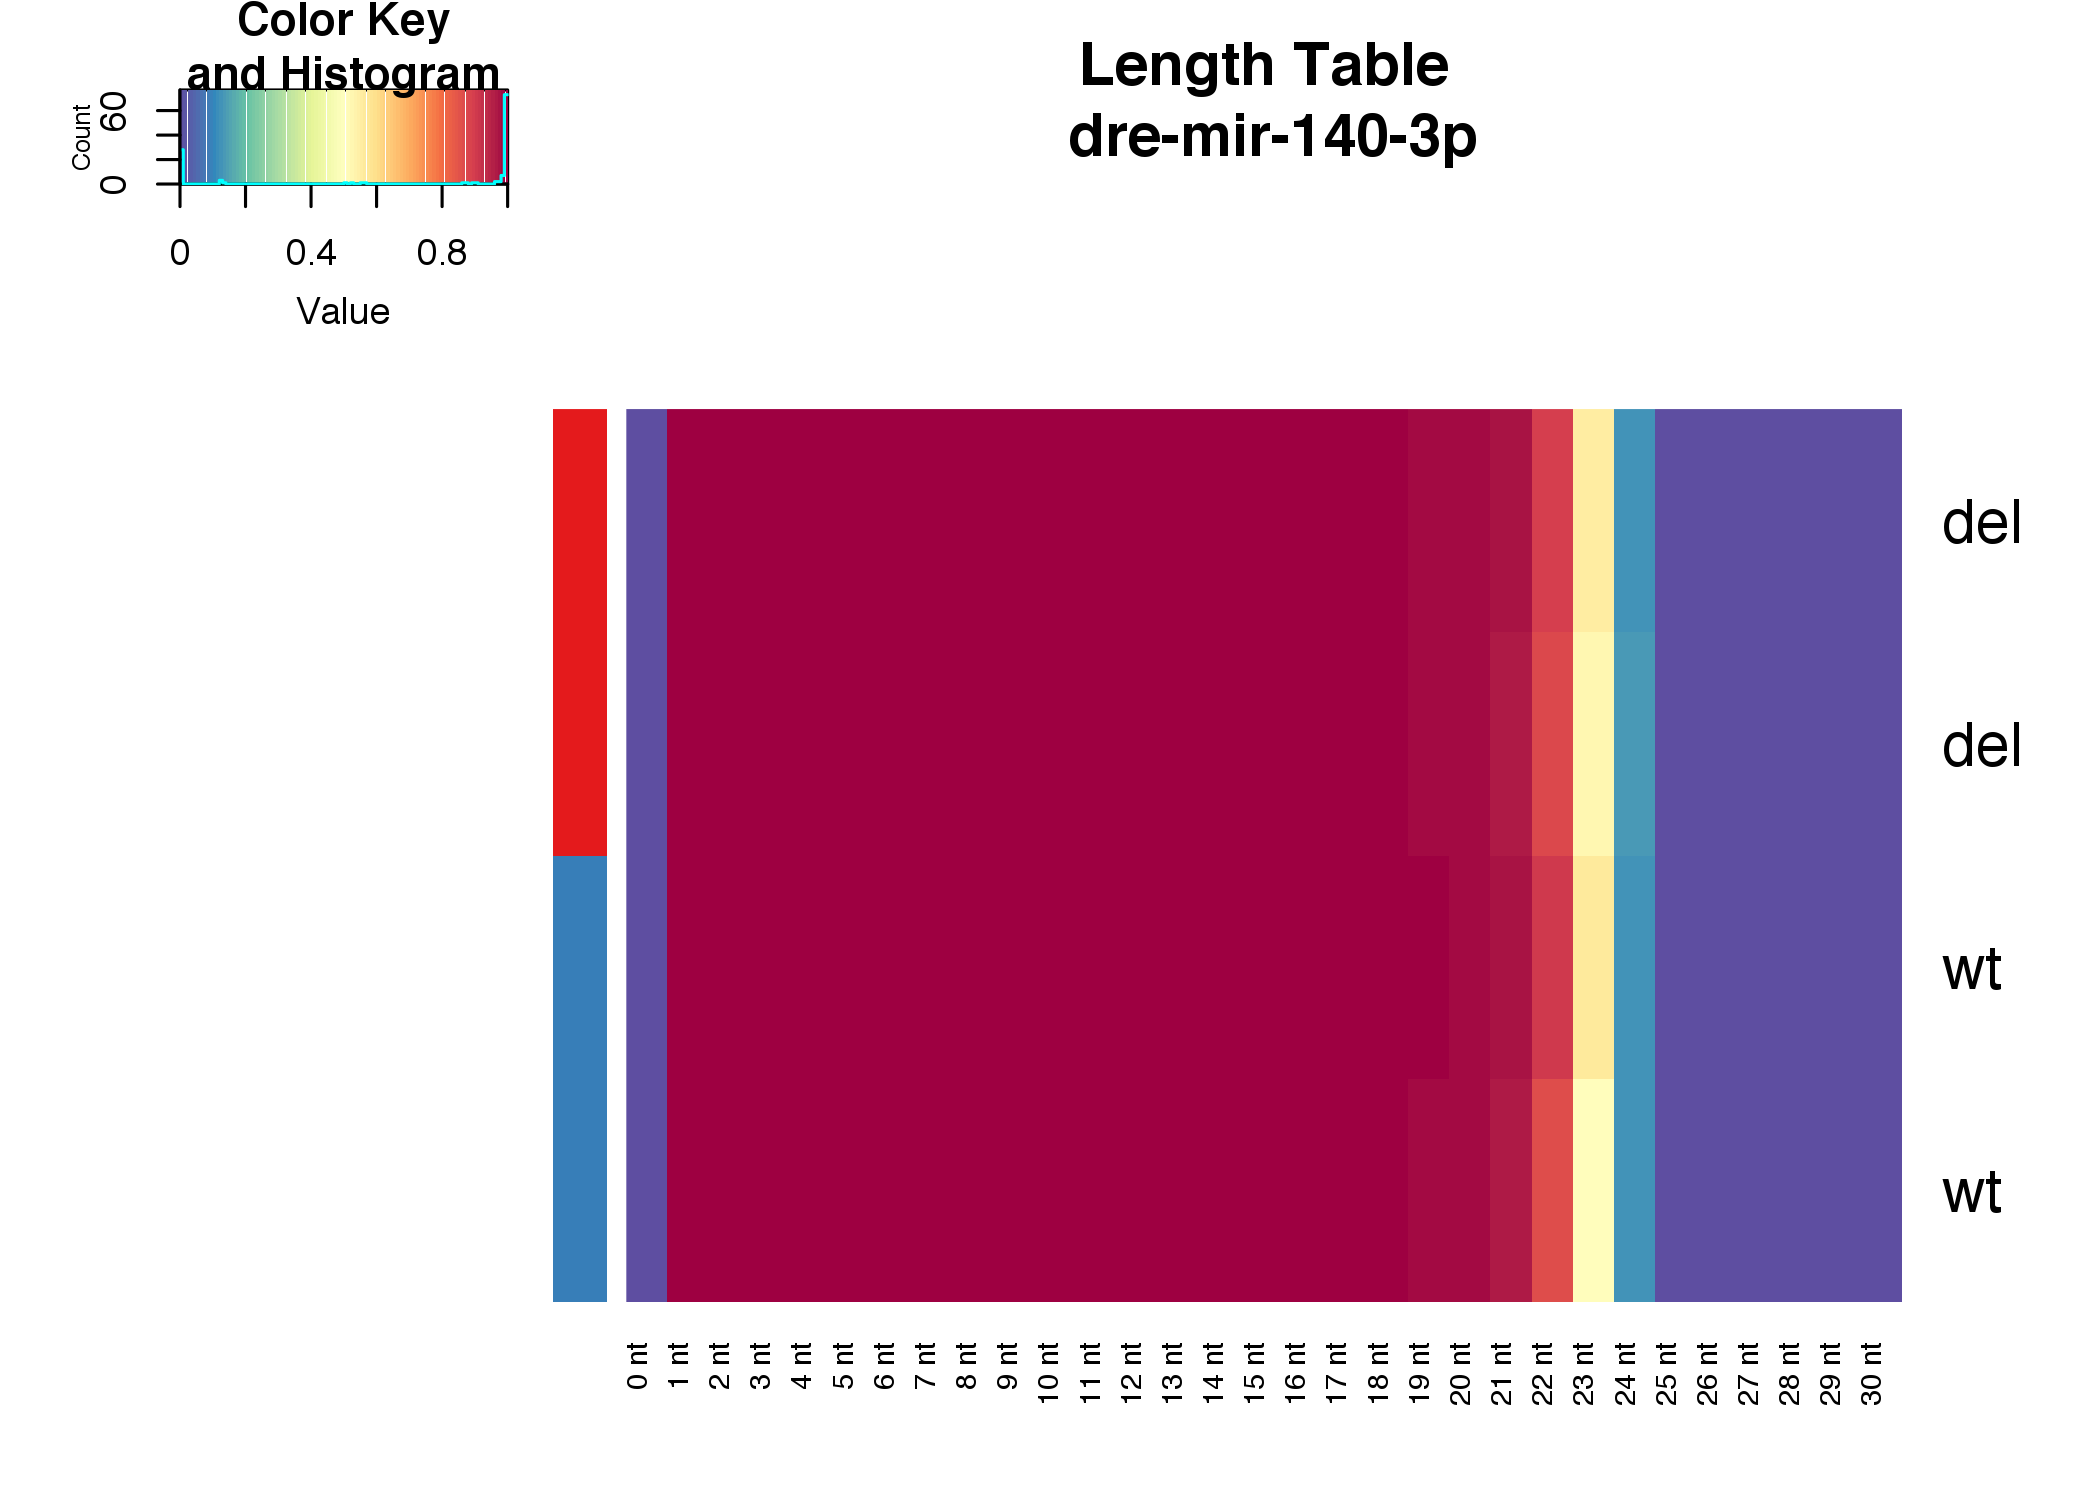 Color Key
and Histogram
Count
0
60
0
0.4
0.8
Value
Length Table
dre-mir-140-3p
del
del
wt
wt
0 nt
1 nt
2 nt
3 nt
4 nt
5 nt
6 nt
7 nt
8 nt
9 nt
10 nt
11 nt
12 nt
13 nt
14 nt
15 nt
16 nt
17 nt
18 nt
19 nt
20 nt
21 nt
22 nt
23 nt
24 nt
25 nt
26 nt
27 nt
28 nt
29 nt
30 nt